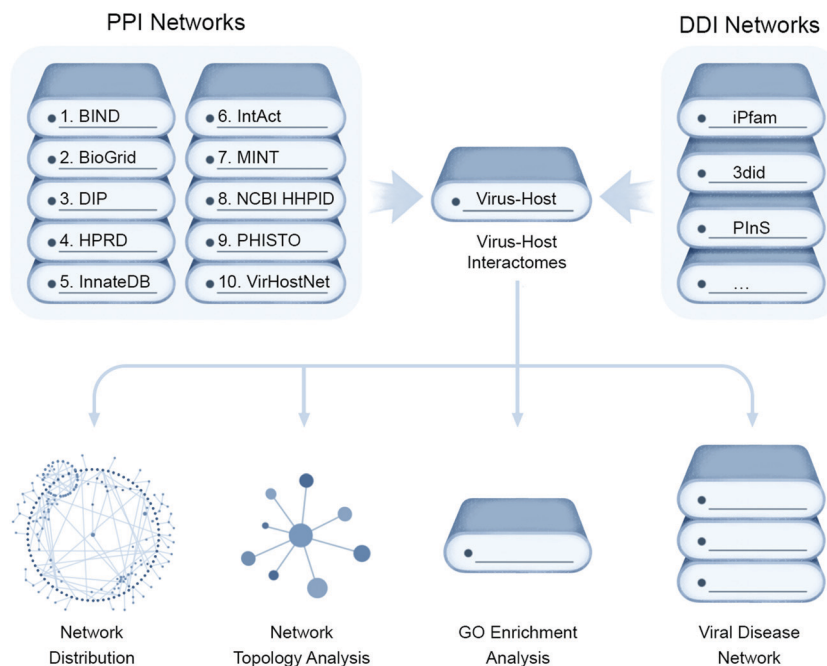 PPI Networks
DDI Networks
1. BIND
2. BioGrid
3. DIP
4. HPRD
5. InnateDB
6. IntAct
7. MINT
8. NCBI HHPID
9. PHISTO
10. VirHostNet
Virus-Host
Virus-Host
Interactomes
iPfam
3did
PInS
...
Network
Distribution
Network
Topology Analysis
GO Enrichment
Analysis
Viral Disease
Network